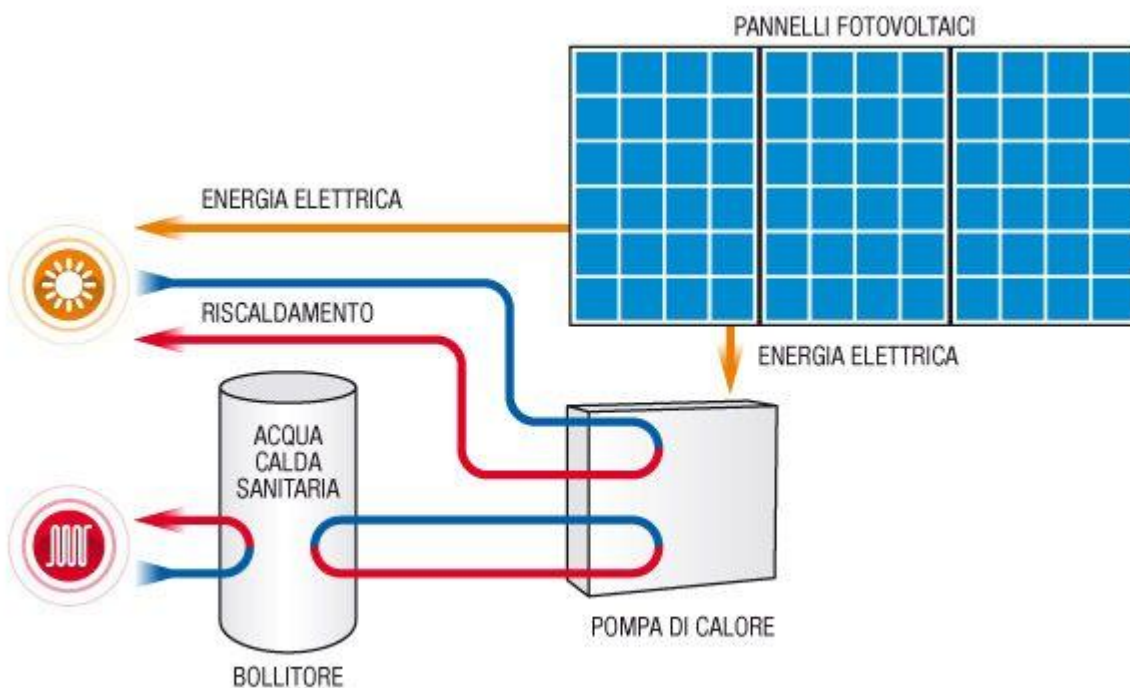 PANNELLI FOTOVOLTAICI
ENERGIA ELETTRICA
RISCALDAMENTO
ENERGIA ELETTRICA
ACQUA
CALDA
SANITARIA
POMPA DI CALORE
BOLLITORE